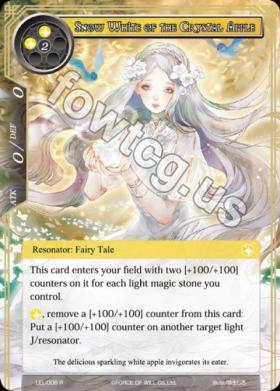 Snow White of the Crystal Apple
2
ATK 0/DEF 0
fowtcg.us
Resonator: Fairy Tale
This card enters your field with two [+100/+100]
counters on it for each light magic stone you
control.
, remove a [+100/+100] counter from this card:
Put a [+100/+100] counter on another target light
J/resonator.
The delicious sparkling white apple invigorates its eater.
LEL-006 R
©FORCE OF WILL CO.,Ltd.